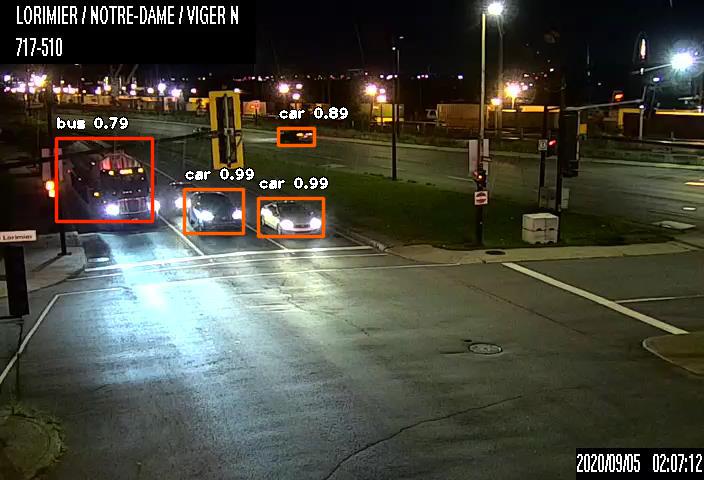 LORIMIER / NOTRE-DAME / VIGER N
717-510
bus 0.79
car 0.89
car 0.99
car 0.99
Lorimier
2020/09/05 02:07:12